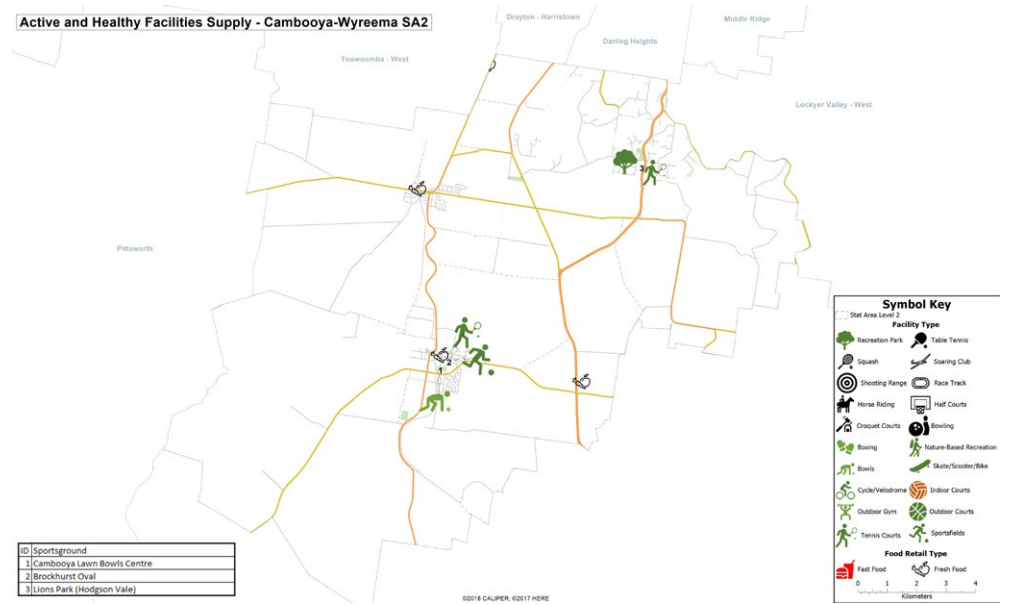 Active and Healthy Facilities Supply - Cambooya-Wyreema SA2
Drayton - Harristown
Middle Ridge
Darling Heights
Toowoomba - West
Lockyer Valley - West
3
Pittsworth
2
1
Symbol Key
Stat Area Level 2
Facility Type
Recreation Park Table Tennis
Squash Soaring Club
Shooting Range Race Track
Horse Riding Half Courts
Croquet Courts Bowling
Boxing Nature-Based Recreation
Bowls Skate/Scooter/Bike
Cycle/Velodrome Indoor Courts
Outdoor Gym Outdoor Courts
Tennis Courts Sportsfields
Food Retail Type
Fast Food Fresh Food
0 1 2 3 4
Kilometers
ID Sportsground
1 Cambooya Lawn Bowls Centre
2 Brockhurst Oval
3 Lions Park (Hodgson Vale)
©2016 CALIPER; ©2017 HERE